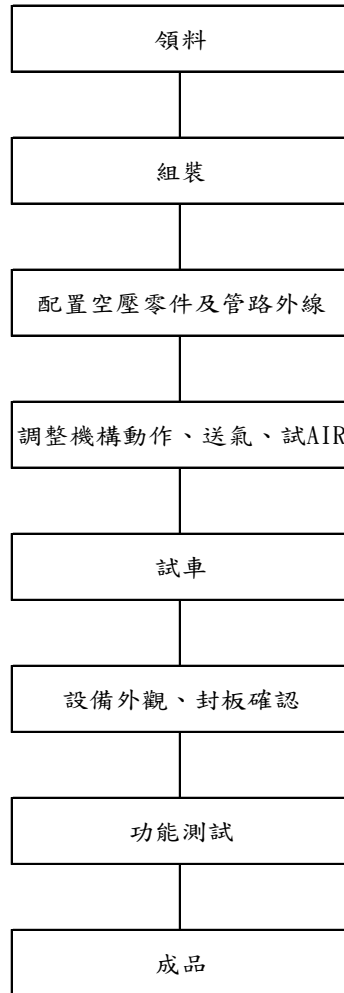 領料
組裝
配置空壓零件及管路外線
調整機構動作、送氣、試AIR
試車
設備外觀、封板確認
功能測試
成品